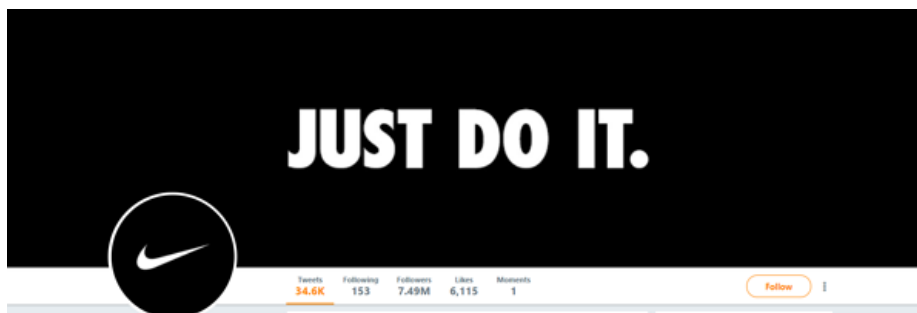 JUST DO IT.
Tweets Following Followers Likes Moments
34.6K 153 7.49M 6,115 1
Follow